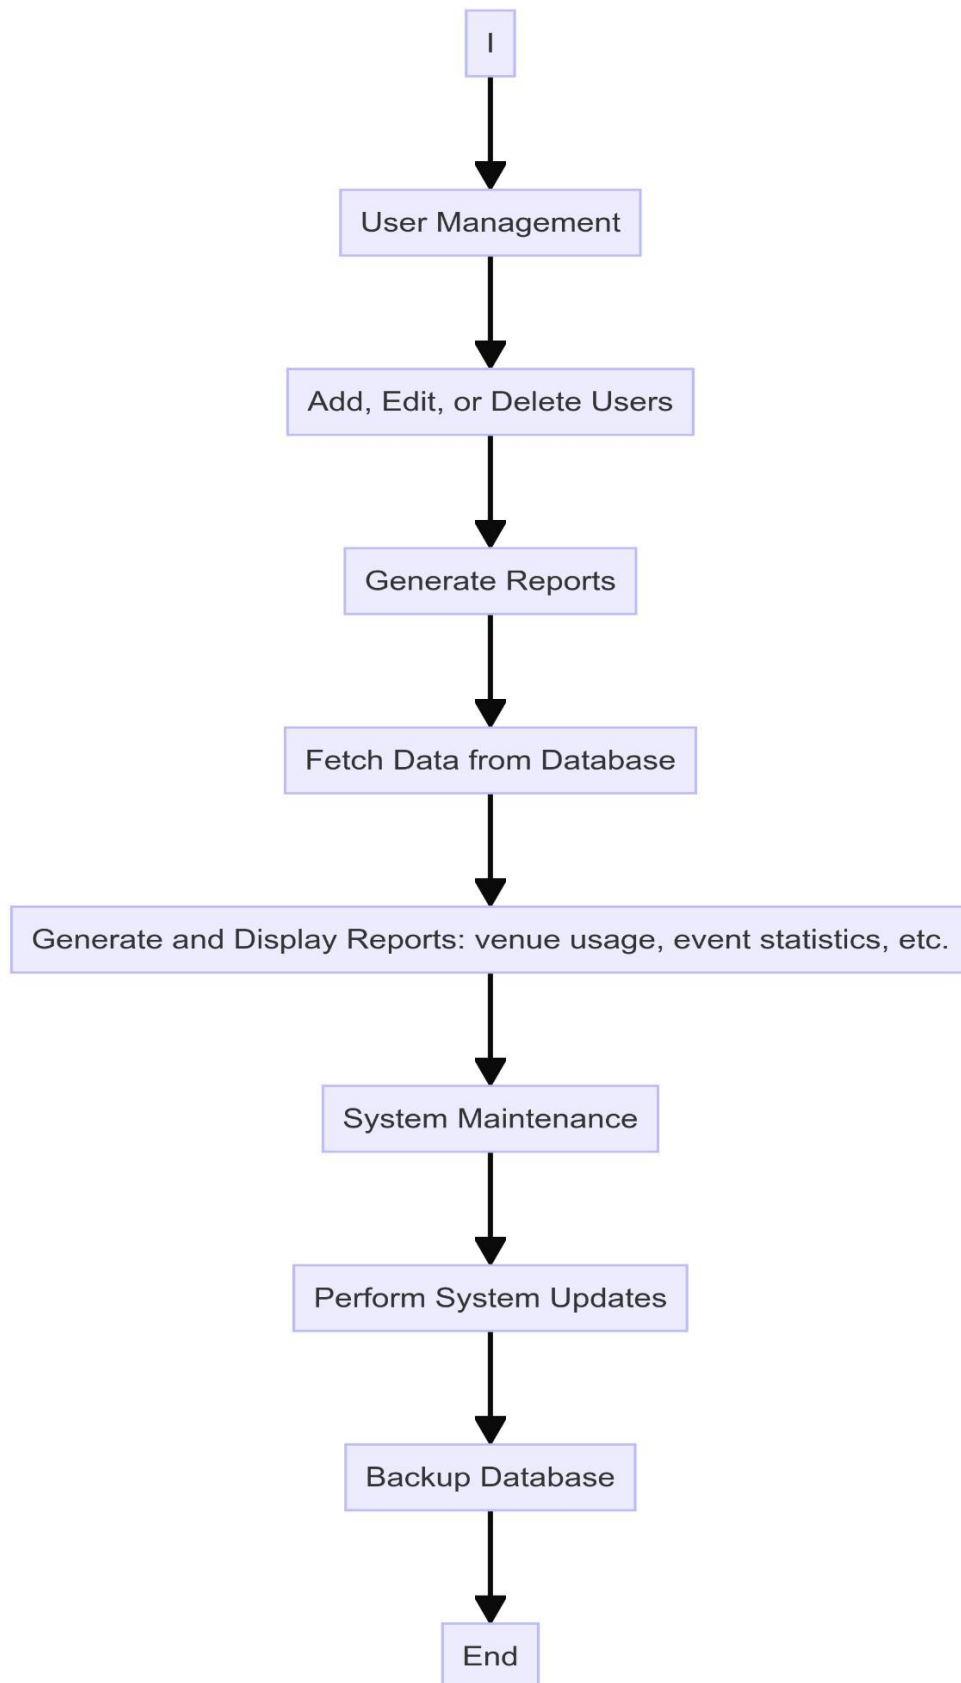 I
User Management
Add, Edit, or Delete Users
Generate Reports
Fetch Data from Database
Generate and Display Reports: venue usage, event statistics, etc.
System Maintenance
Perform System Updates
Backup Database
End